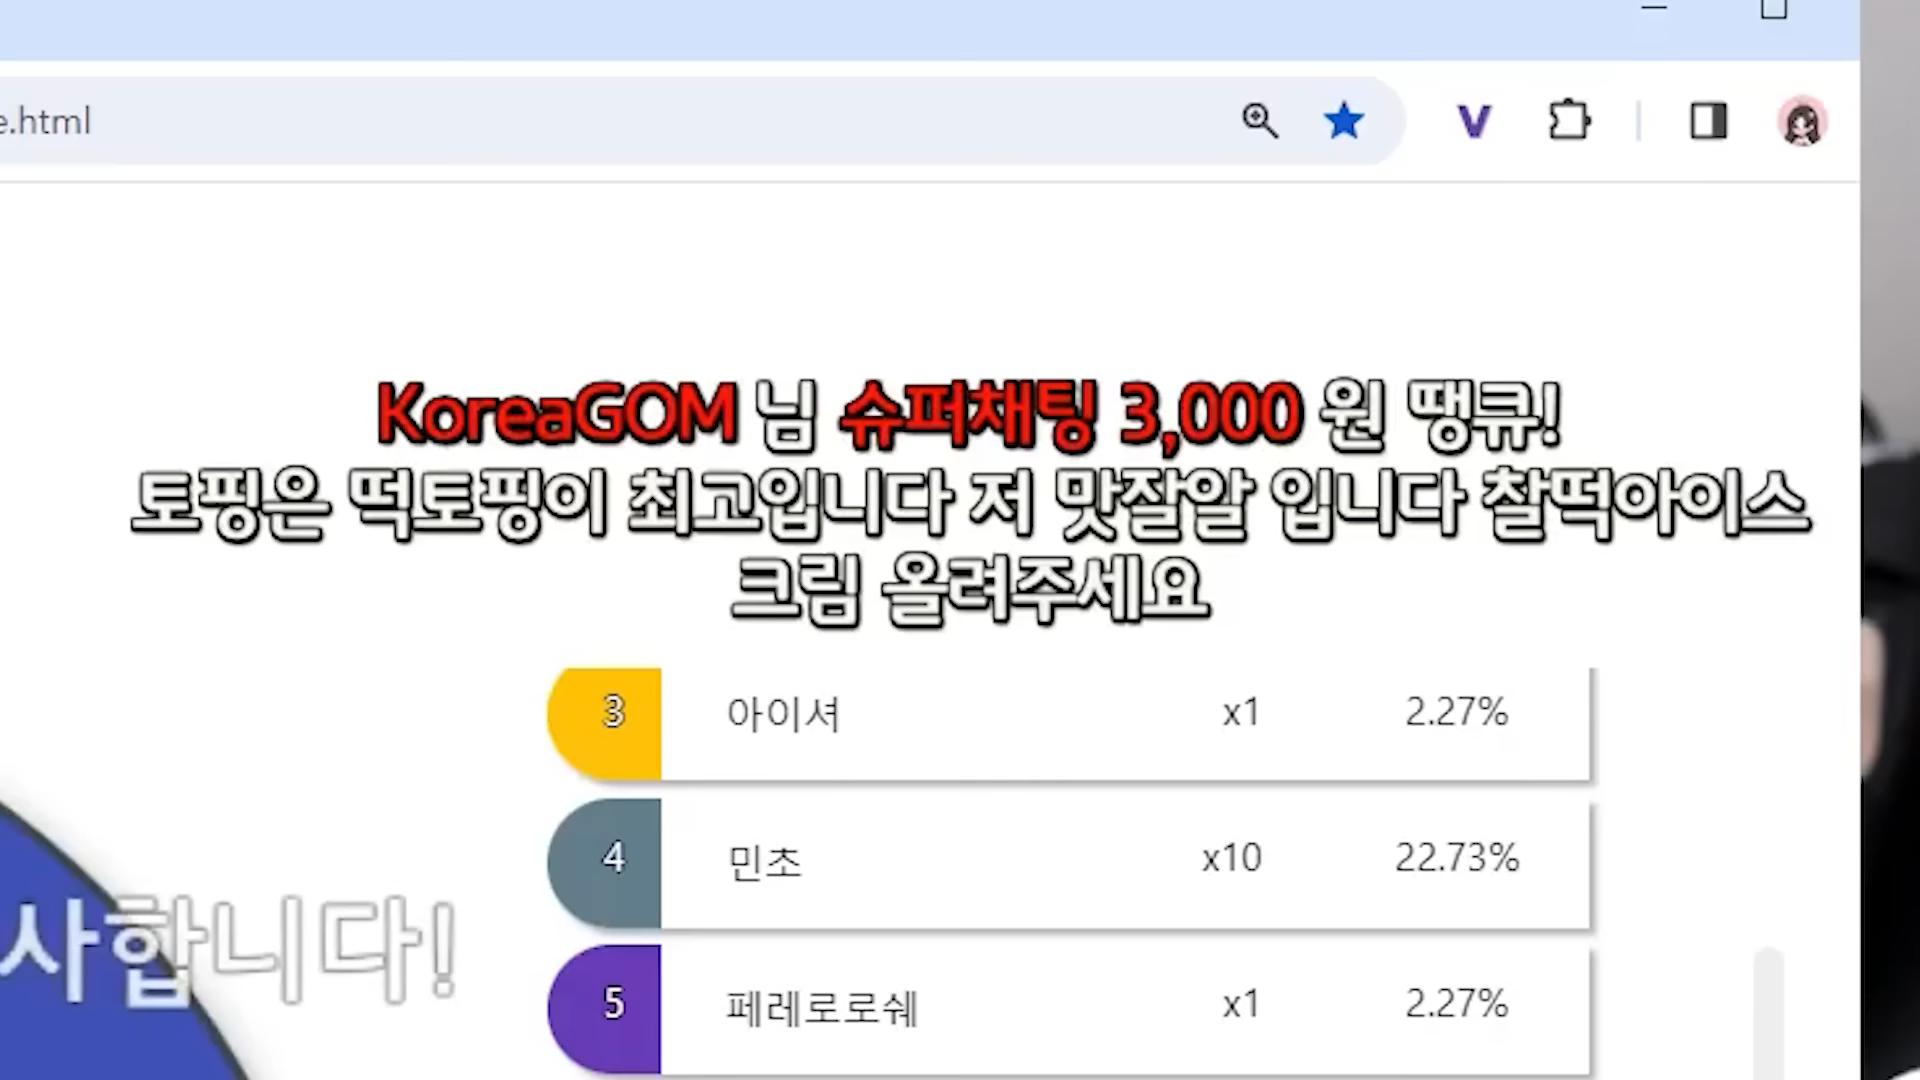 e.html
V
KoreaGOM 님 슈퍼채팅 3,000 원 땡큐!
토핑은 떡토핑이 최고입니다 저 맛잘알 입니다 찰떡아이스
크림 올려주세요
3 아이셔 x1 2.27%
4 민초 x10 22.73%
사합니다!
5 페레로로쉐 x1 2.27%